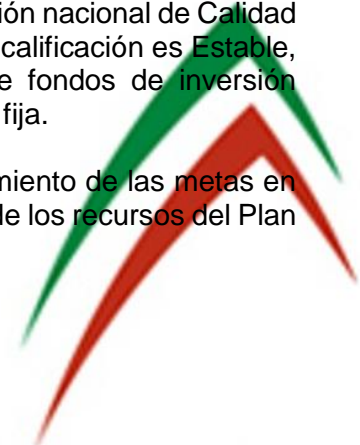 ión nacional de Calidad
calificación es Estable,
e fondos de inversión
fija.
miento de las metas en
de los recursos del Plan